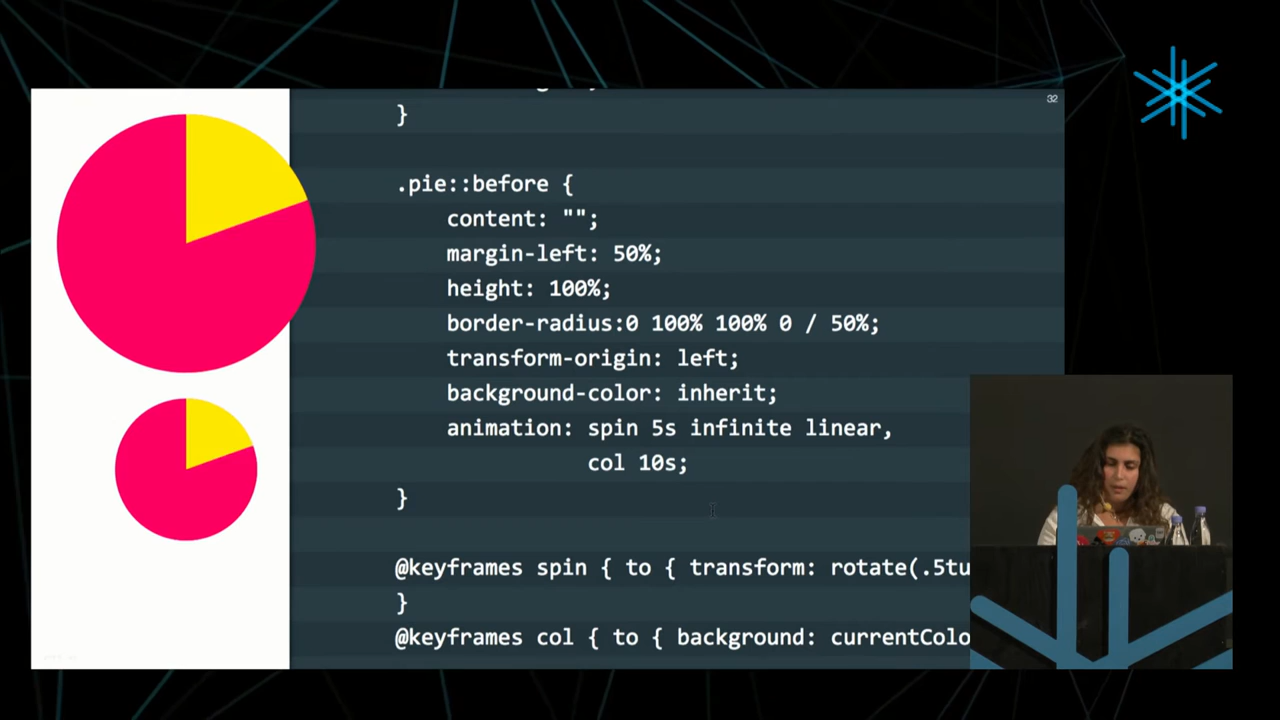 32
}
.pie::before {
content: "";
margin-left: 50%;
height: 100%;
border-radius:0 100% 100% 0 / 50%;
transform-origin: left;
background-color: inherit;
animation: spin 5s infinite linear,
col 10s;
}
@keyframes spin { to { transform: rotate(.5tu
}
@keyframes col { to { background: currentColo